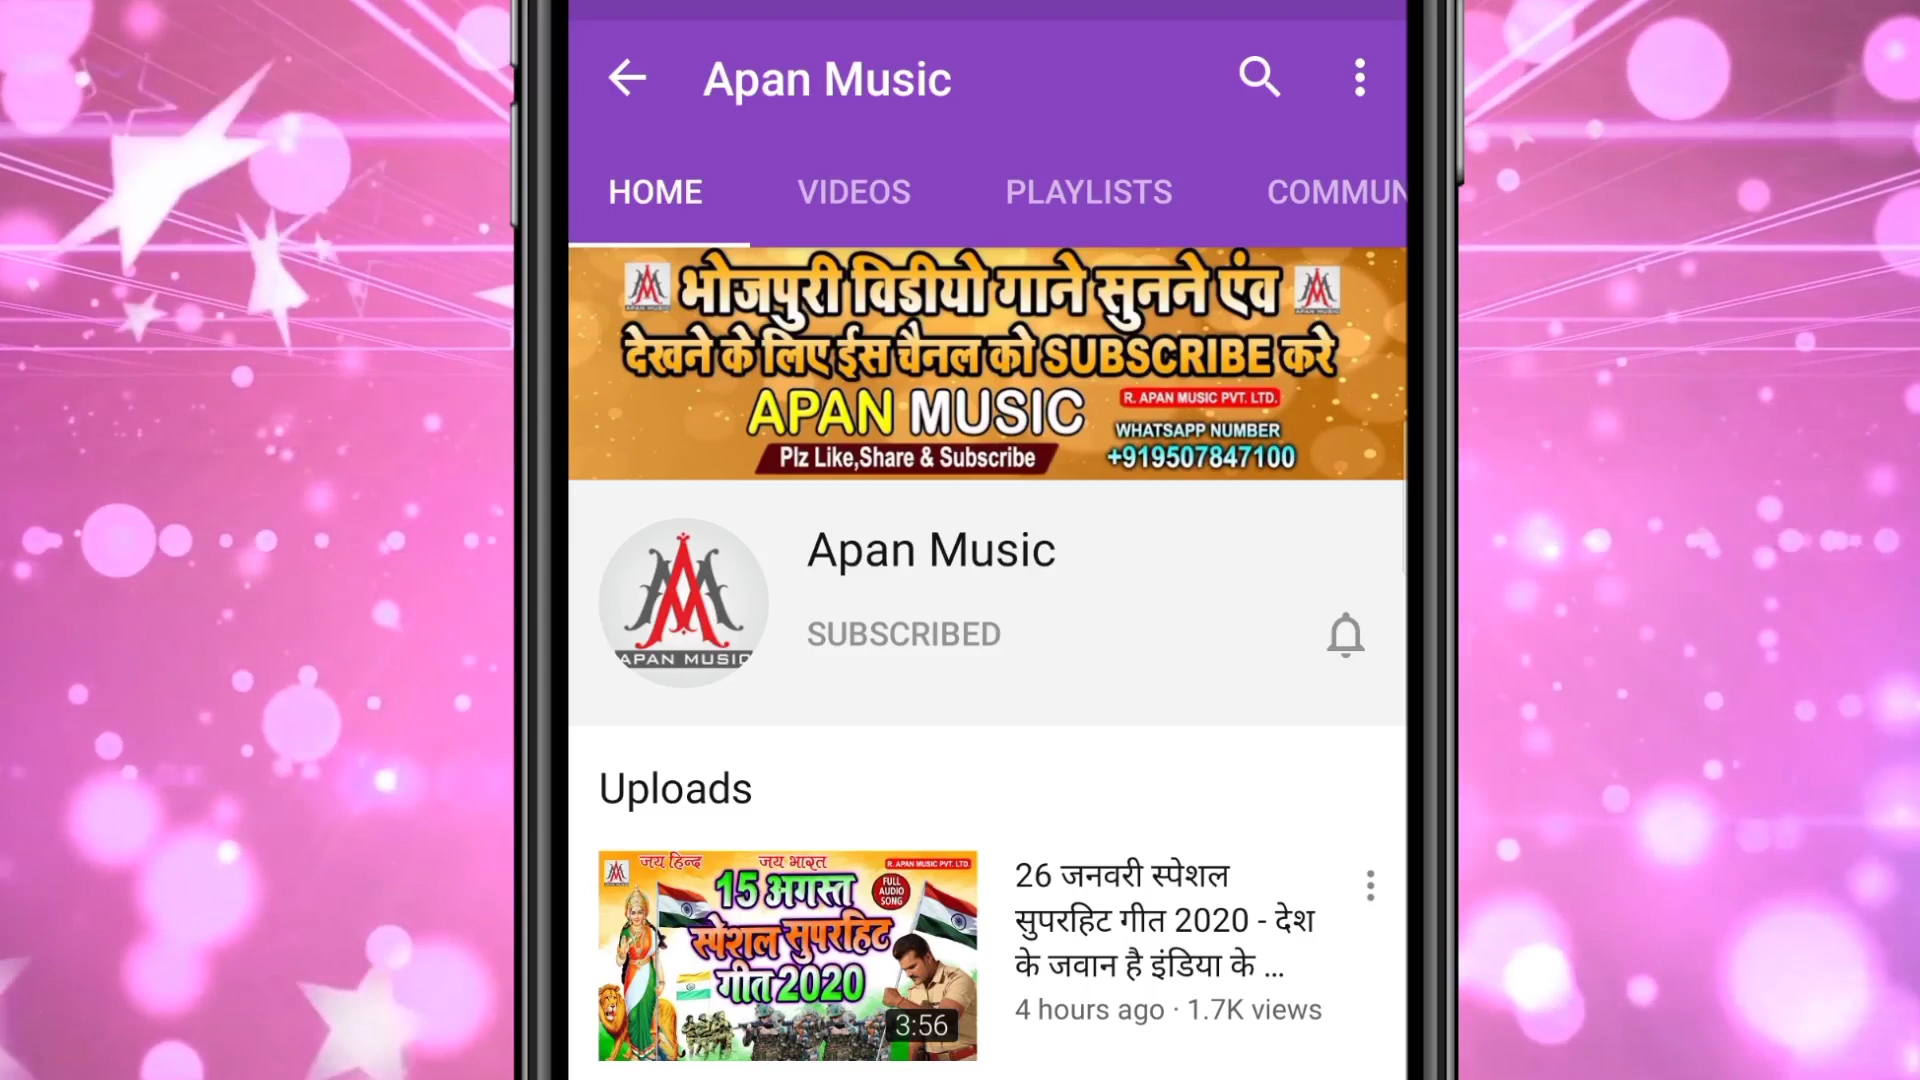 Apan Music
HOME VIDEOS PLAYLISTS COMMUN
भोजपुरी विडीयो गाने सुनने एंव
देखने के लिए ईस चैनल को SUBSCRIBE करे
APAN MUSIC
R. APAN MUSIC PVT. LTD.
WHATSAPP NUMBER
Plz Like,Share & Subscribe
+919507847100
Apan Music
SUBSCRIBED
APAN MUSIC
Uploads
जय हिन्द जय भारत
R. APAN MUSIC PVT. LTD
15 अगस्त
FULL
AUDIO
SONG
स्पेशल सुपरहिट
गीत 2020
3:56
26 जनवरी स्पेशल
सुपरहिट गीत 2020 - देश
के जवान है इंडिया के ...
4 hours ago · 1.7K views